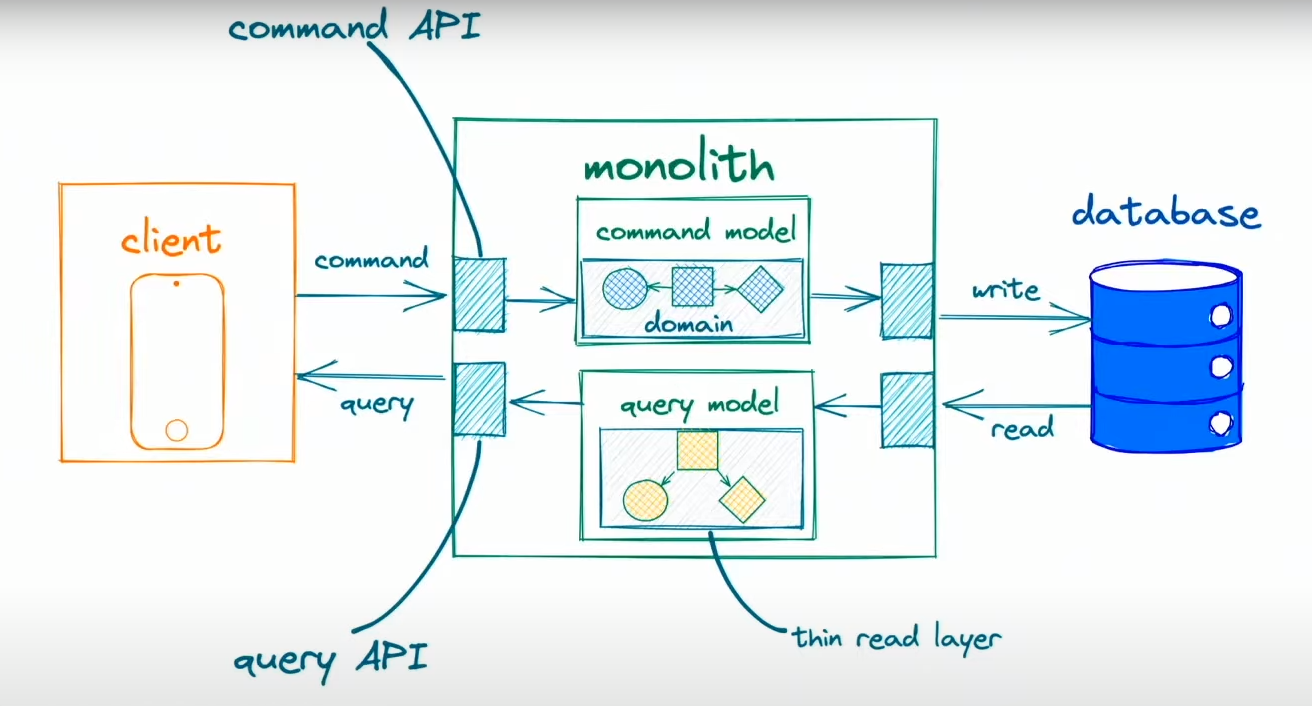 command API
monolith
client
command
command model
domain
database
write
query
query model
read
thin read layer
query API